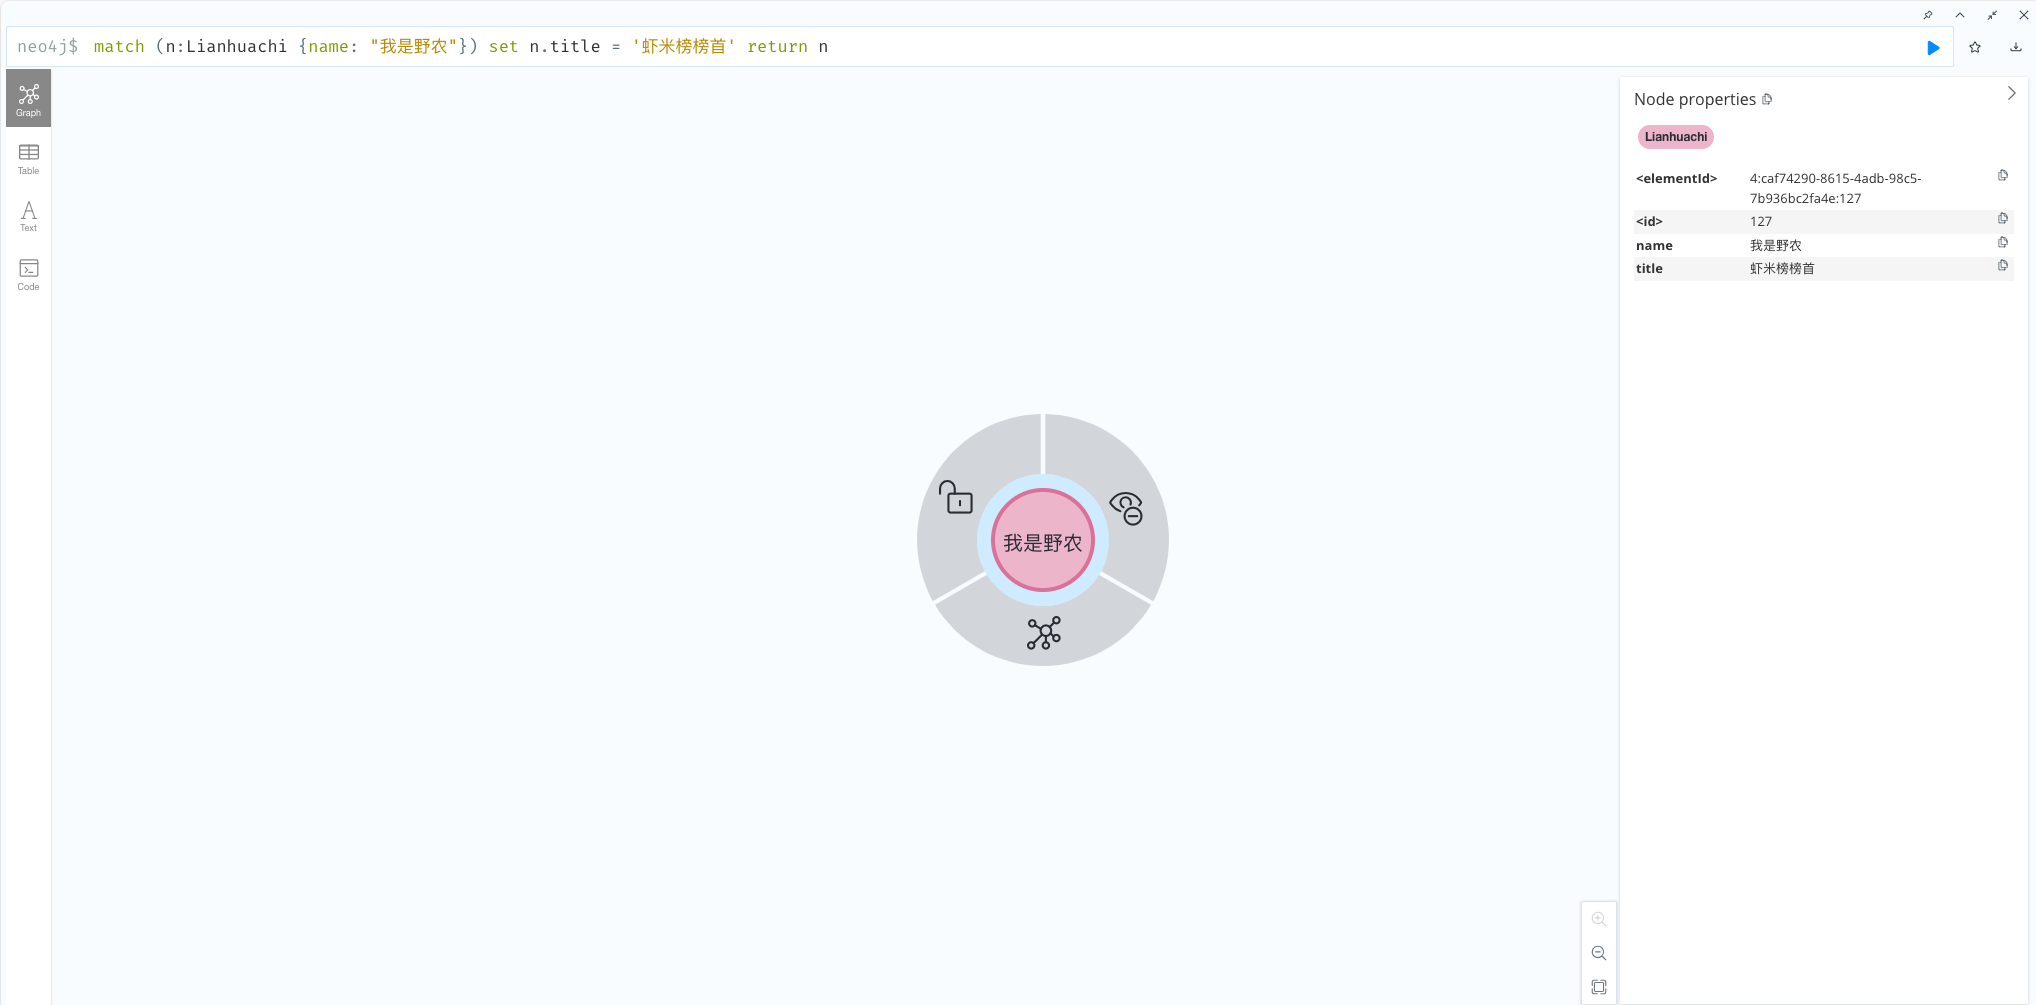 neo4j$ match (n:Lianhuachi {name: "我是野农"}) set n.title = '虾米榜榜首' return n
Graph
Table
Text
Code
我是野农
Node properties
Lianhuachi
<elementId> 4:caf74290-8615-4adb-98c5-
7b936bc2fa4e:127
<id> 127
name 我是野农
title 虾米榜榜首